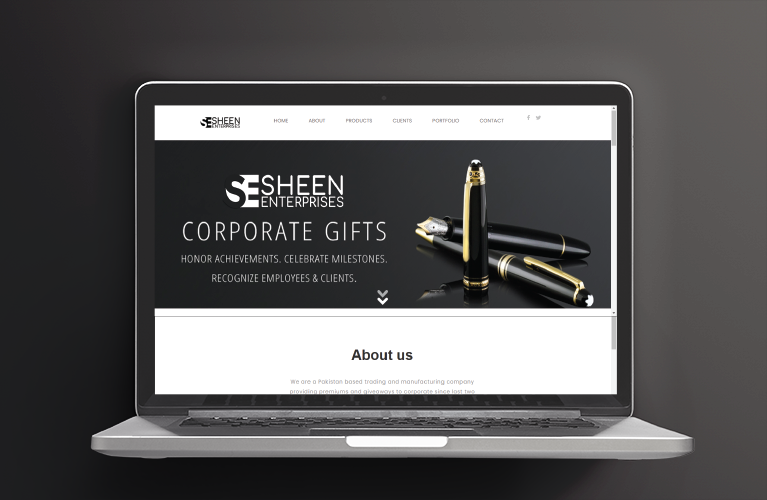 SE SHEEN
ENTERPRISES
HOME ABOUT PRODUCTS CLIENTS PORTFOLIO CONTACT
SE SHEEN
ENTERPRISES
CORPORATE GIFTS
HONOR ACHIEVEMENTS. CELEBRATE MILESTONES.
RECOGNIZE EMPLOYEES & CLIENTS.
About us
We are a Pakistan based trading and manufacturing company
providing premiums and giveaways to corporate since last two